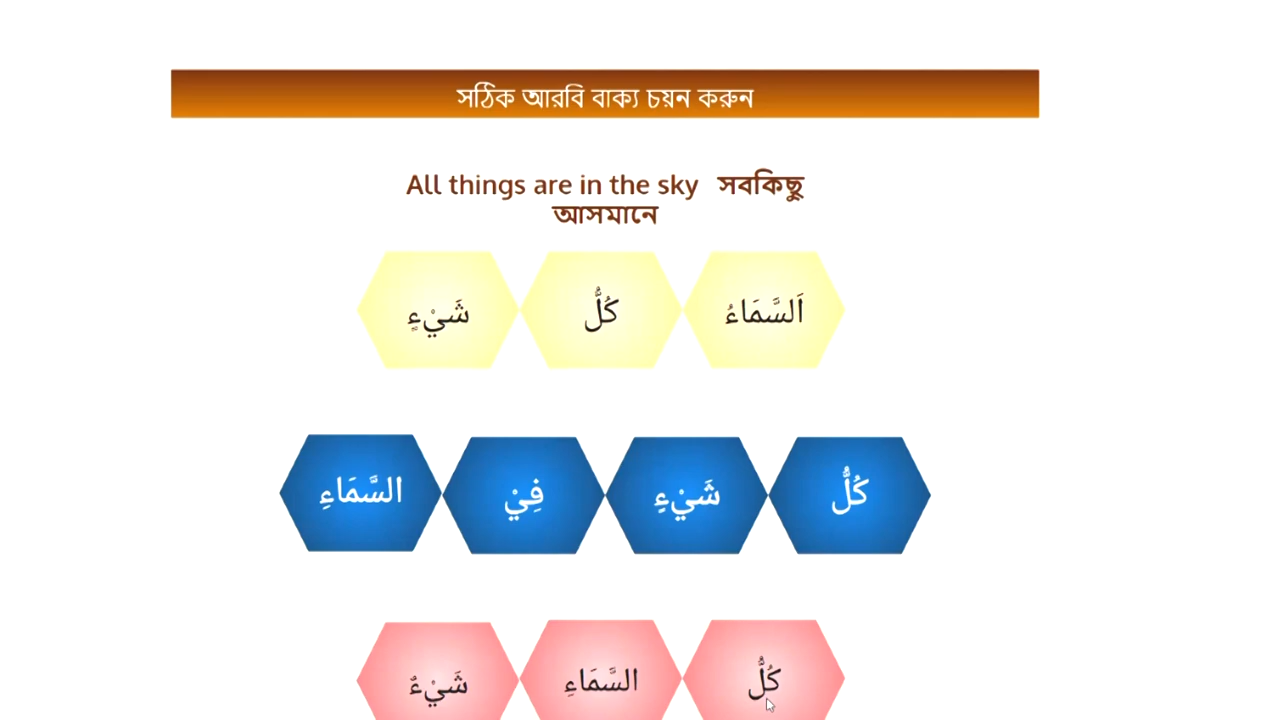 সঠিক আরবি বাক্য চয়ন করুন
All things are in the sky সবকিছু
আসমানে
اَلسَّمَاءُ كُلُّ شَيْءٍ
كُلُّ شَيْءٍ فِيْ السَّمَاءِ
كُلُّ السَّمَاءِ شَيْءٌ